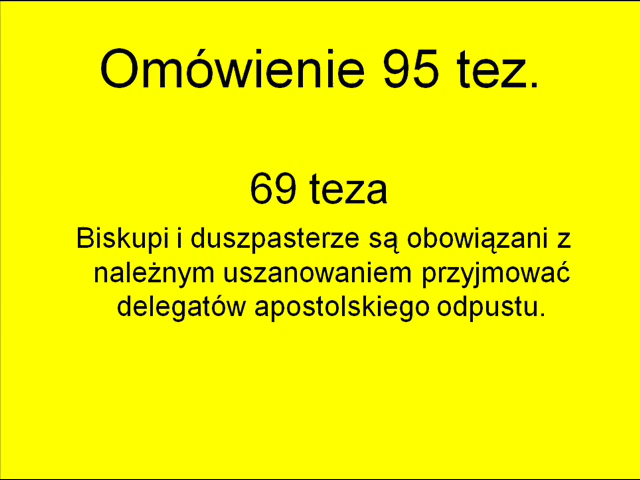 Omówienie 95 tez.
69 teza
Biskupi i duszpasterze są obowiązani z
należnym uszanowaniem przyjmować
delegatów apostolskiego odpustu.